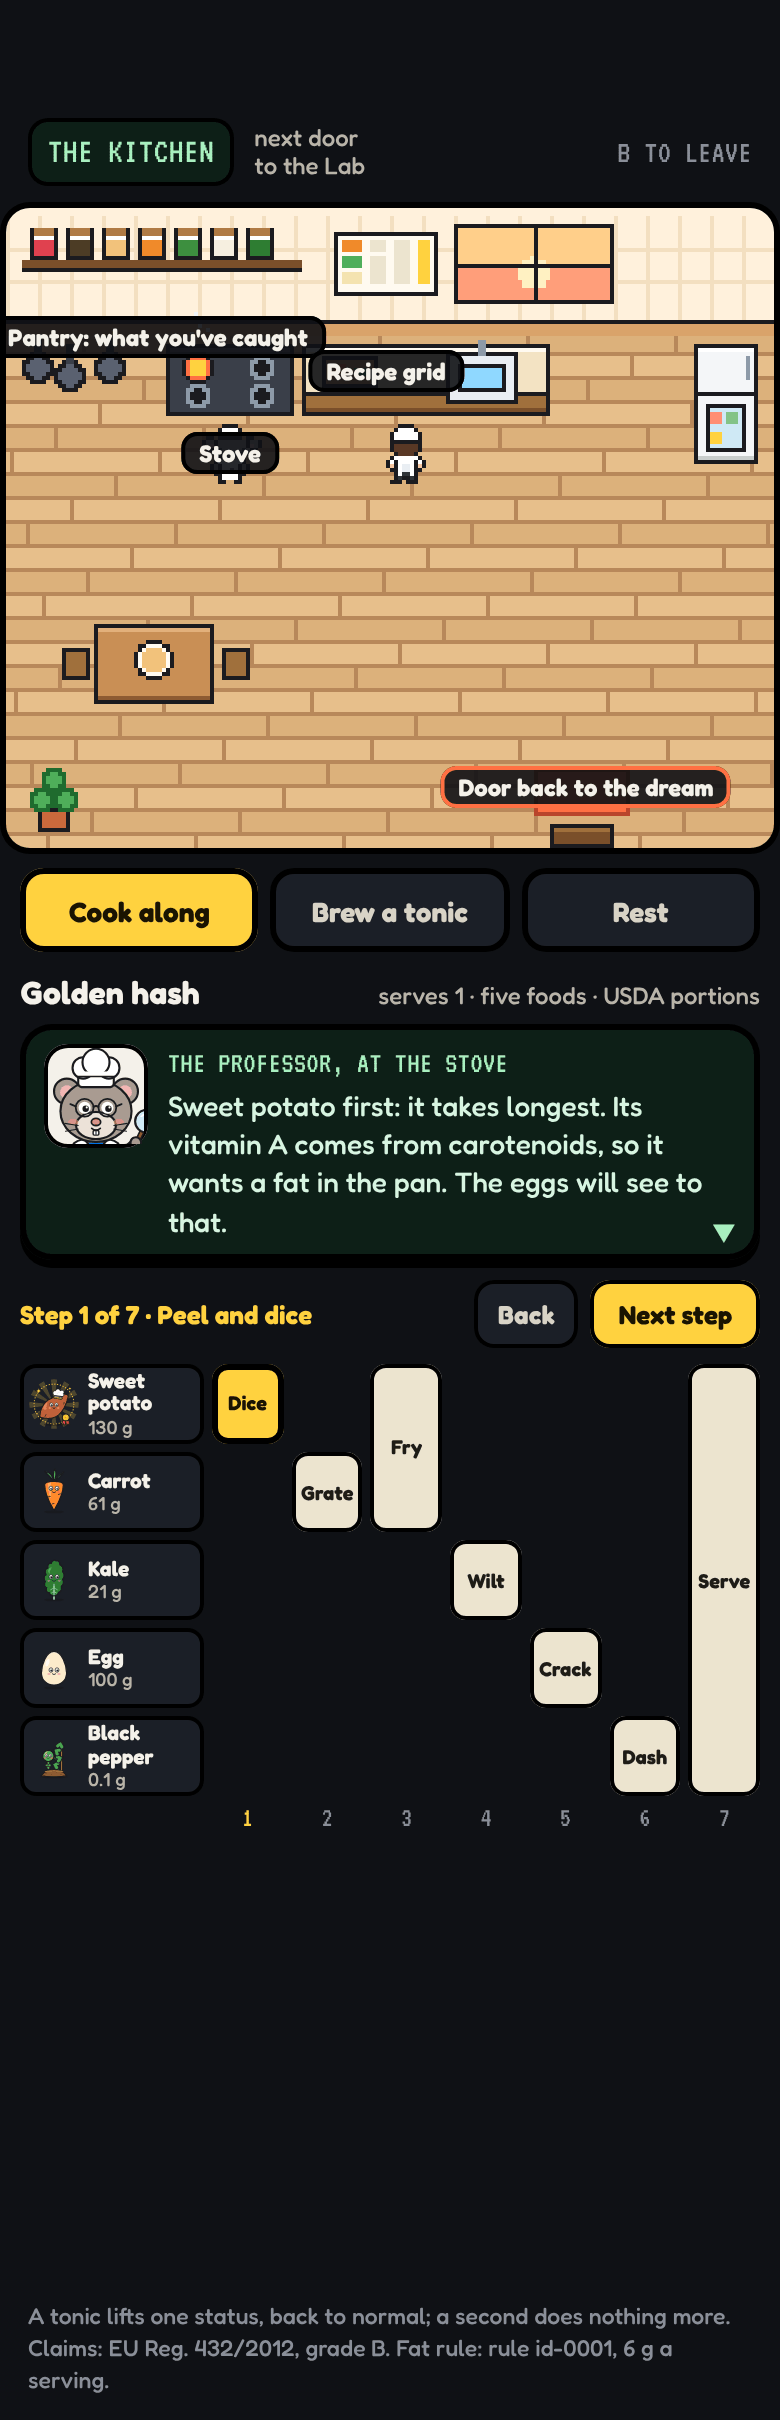 THE KITCHEN
next door
to the Lab
B TO LEAVE
Pantry: what you've caught
Recipe grid
Stove
Door back to the dream
Cook along
Brew a tonic
Rest
Golden hash
serves 1 · five foods · USDA portions
THE PROFESSOR, AT THE STOVE
Sweet potato first: it takes longest. Its
vitamin A comes from carotenoids, so it
wants a fat in the pan. The eggs will see to
that.
Step 1 of 7 · Peel and dice
Back
Next step
Sweet
potato
130 g
Dice
Fry
Serve
Carrot
61 g
Grate
Kale
21 g
Wilt
Egg
100 g
Crack
Black
pepper
0.1 g
Dash
1 2 3 4 5 6 7
A tonic lifts one status, back to normal; a second does nothing more.
Claims: EU Reg. 432/2012, grade B. Fat rule: rule id-0001, 6 g a
serving.